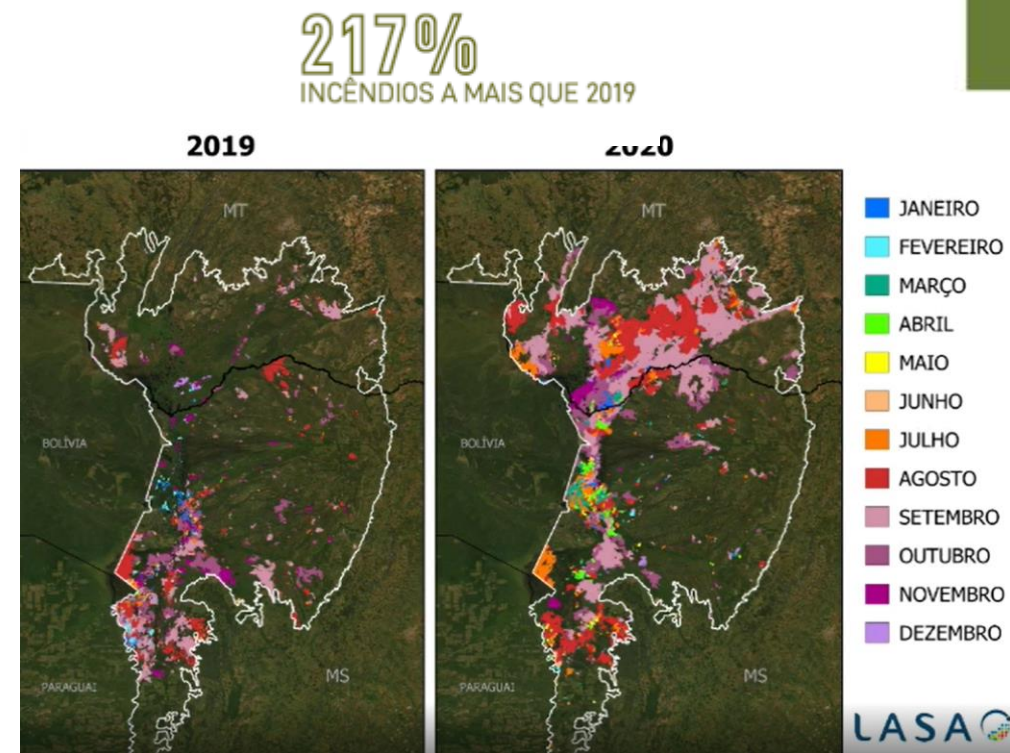 217%
INCÊNDIOS A MAIS QUE 2019
2019
2020
MT
MT
BOLÍVIA
BOLÍVIA
MS
MS
PARAGUAI
PARAGUAI
JANEIRO
FEVEREIRO
MARÇO
ABRIL
MAIO
JUNHO
JULHO
AGOSTO
SETEMBRO
OUTUBRO
NOVEMBRO
DEZEMBRO
LASA